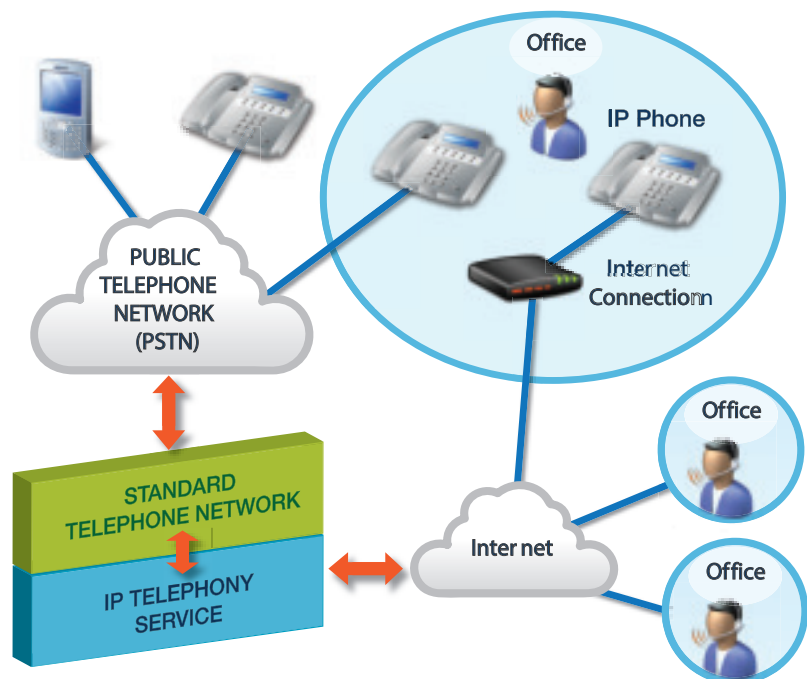 Office
IP Phone
Internet
Connection
PUBLIC
TELEPHONE
NETWORK
(PSTN)
STANDARD
TELEPHONE NETWORK
IP TELEPHONY
SERVICE
Internet
Office
Office